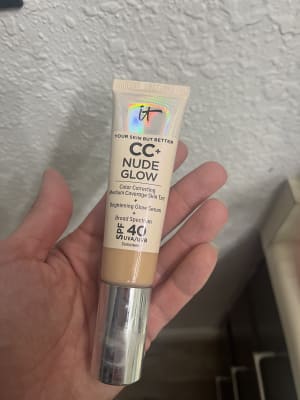 it
YOUR SKIN BUT BETTER
CC+
NUDE
GLOW
Color Correcting
Medium Coverage Skin Tint
+
Brightening Glow Serum
+
Broad Spectrum
SPF 40
UVA/UVB
Sunscreen